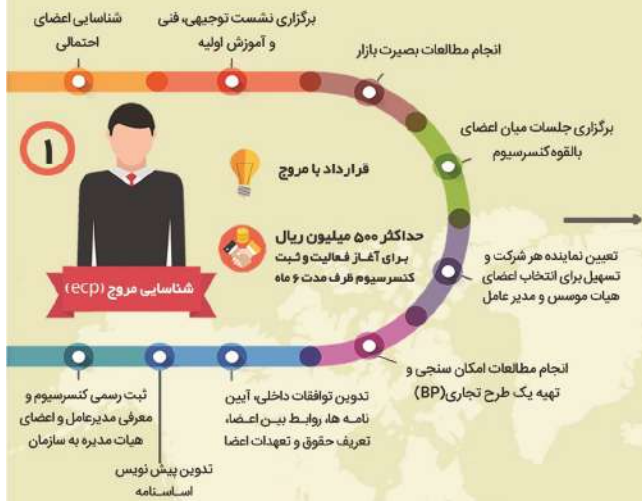 شناسایی اعضای
احتمالی
برگزاری نشست توجیهی، فنی
و آموزش اولیه
انجام مطالعات بصیرت بازار
برگزاری جلسات میان اعضای
بالقوه کنسرسیوم
تعیین نماینده هر شرکت و
تسهیل برای انتخاب اعضای
هیات موسس و مدیر عامل
انجام مطالعات امکان سنجی و
تهیه یک طرح تجاری(BP)
تدوین توافقات داخلی، آیین
نامه ها، روابط بین اعضا،
تعریف حقوق و تعهدات اعضا
تدوین پیش نویس
اساسنامه
ثبت رسمی کنسرسیوم و
معرفی مدیرعامل و اعضای
هیات مدیره به سازمان
۱
شناسایی مروج (ecp)
قرارداد با مروج
حداکثر ۵۰۰ میلیون ریال
برای آغاز فعالیت و ثبت
کنسرسیوم ظرف مدت ۶ ماه